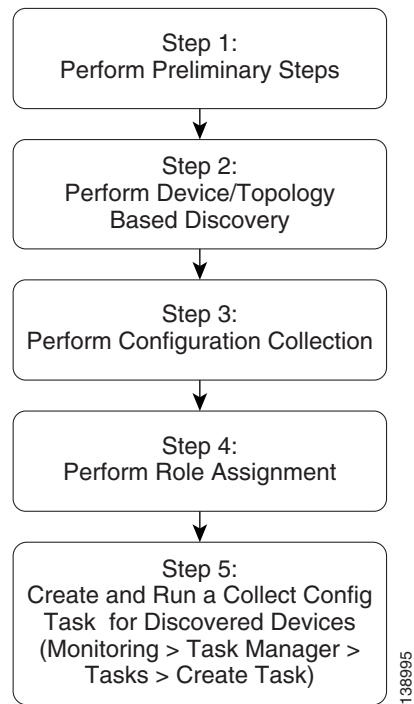 Step 1:
Perform Preliminary Steps
Step 2:
Perform Device/Topology
Based Discovery
Step 3:
Perform Configuration Collection
Step 4:
Perform Role Assignment
Step 5:
Create and Run a Collect Config
Task for Discovered Devices
(Monitoring > Task Manager >
Tasks > Create Task)
138995